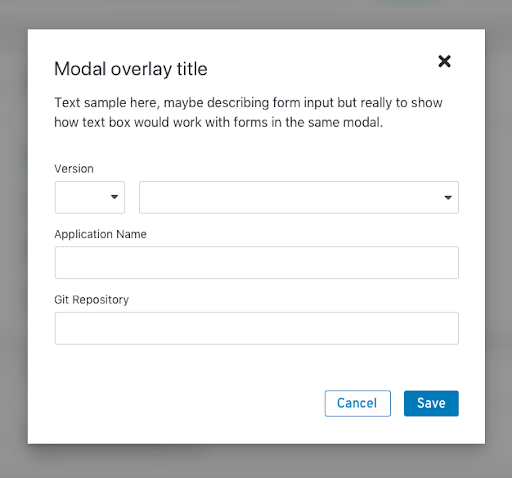 Modal overlay title
Text sample here, maybe describing form input but really to show
how text box would work with forms in the same modal.
Version
Application Name
Git Repository
Cancel Save